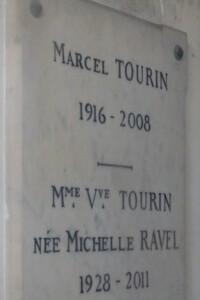 MARCEL TOURIN
1916 - 2008
MME VVE TOURIN
NÉE MICHELLE RAVEL
1928 - 2011